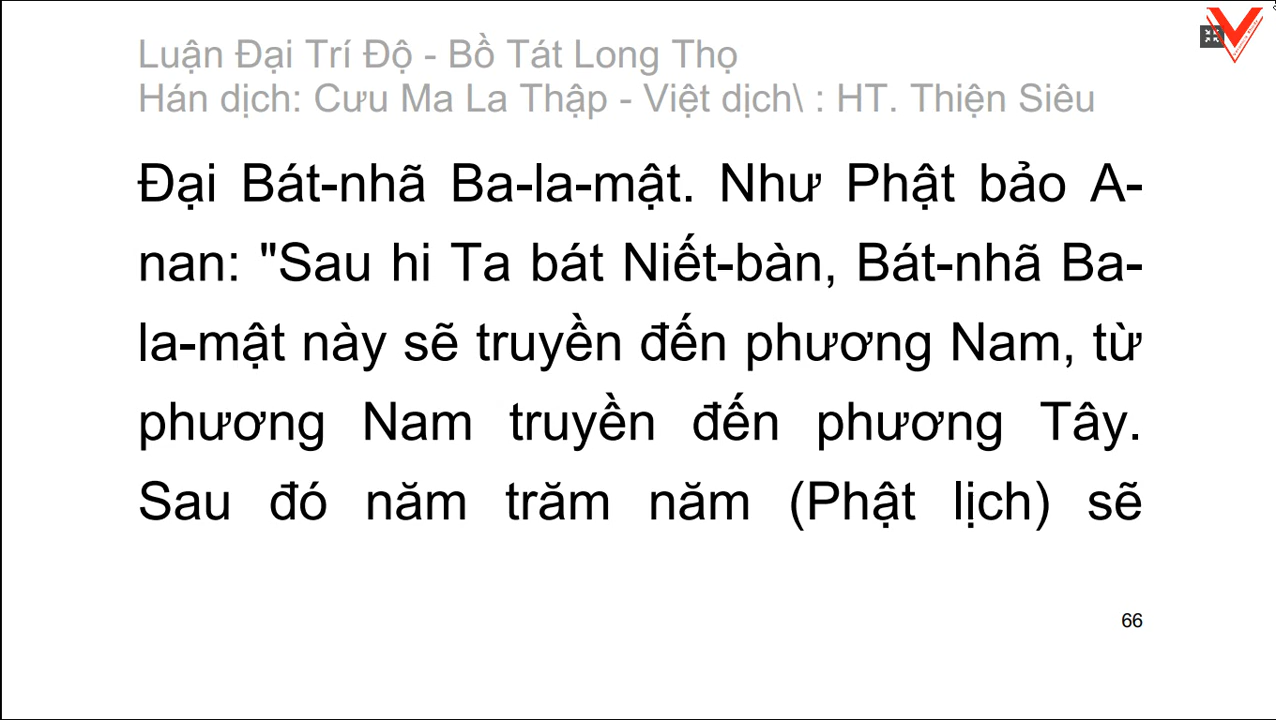 Luận Đại Trí Độ - Bồ Tát Long Thọ
Hán dịch: Cưu Ma La Thập - Việt dịch\ : HT. Thiện Siêu
Đại Bát-nhã Ba-la-mật. Như Phật bảo A-
nan: "Sau hi Ta bát Niết-bàn, Bát-nhã Ba-
la-mật này sẽ truyền đến phương Nam, từ
phương Nam truyền đến phương Tây.
Sau đó năm trăm năm (Phật lịch) sẽ
66